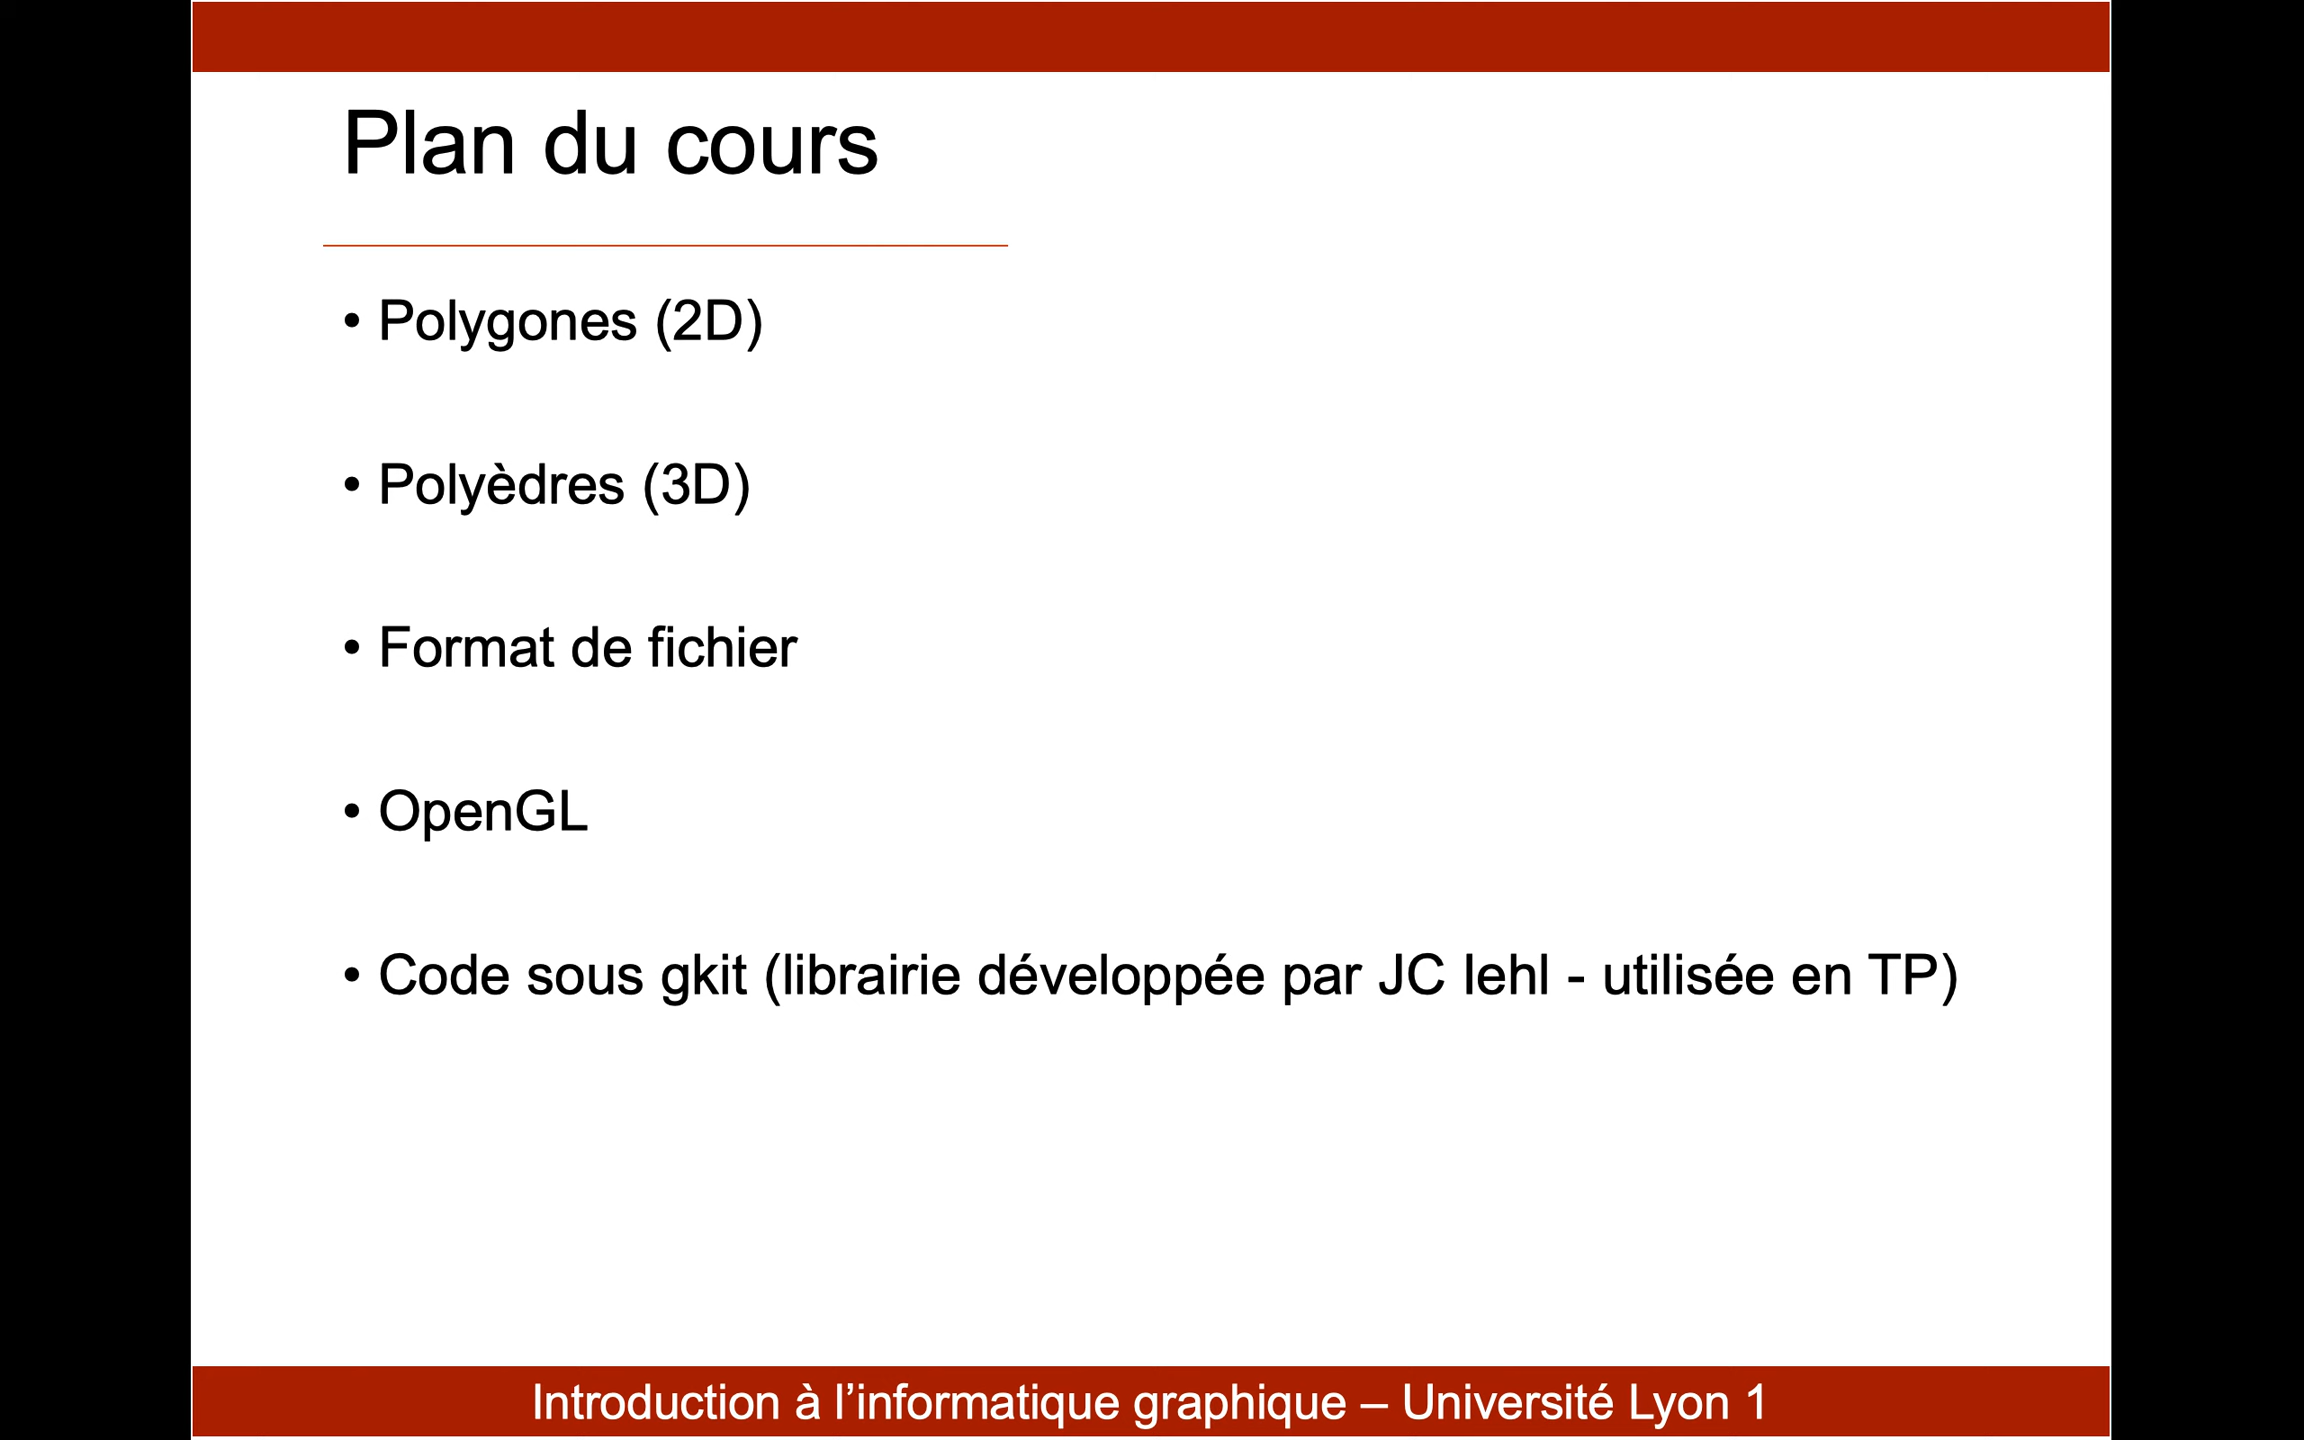 Plan du cours
• Polygones (2D)
• Polyèdres (3D)
• Format de fichier
• OpenGL
• Code sous gkit (librairie développée par JC Iehl - utilisée en TP)
Introduction à l’informatique graphique – Université Lyon 1